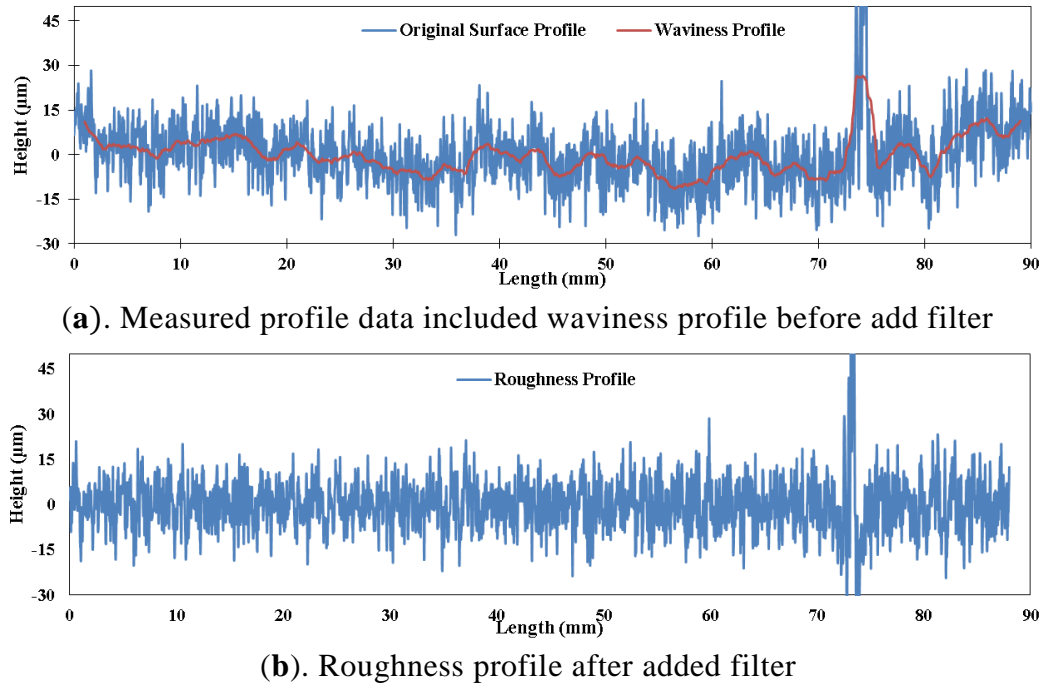 45
30
15
0
-15
-30
Height (μm)
Original Surface Profile
Waviness Profile
0 10 20 30 40 50 60 70 80 90
Length (mm)
(a). Measured profile data included waviness profile before add filter
45
30
15
0
-15
-30
Height (μm)
Roughness Profile
0 10 20 30 40 50 60 70 80 90
Length (mm)
(b). Roughness profile after added filter